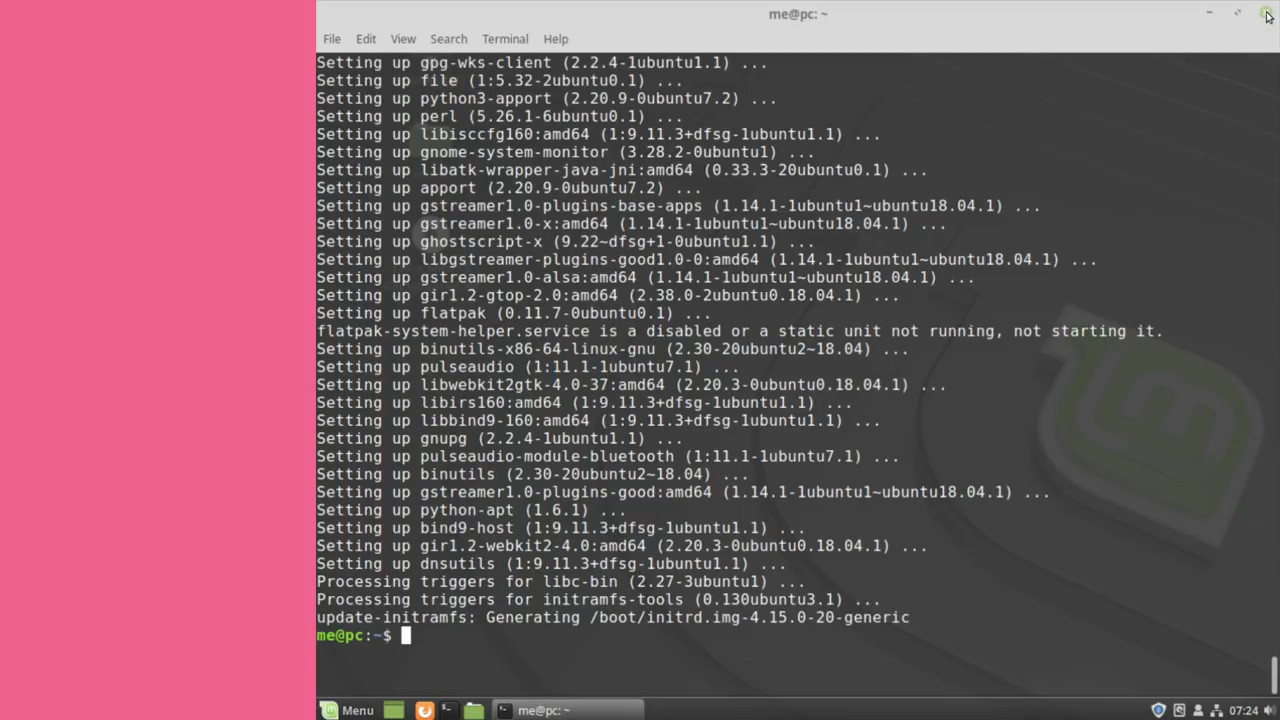 me@pc: ~
File Edit View Search Terminal Help
Setting up gpg-wks-client (2.2.4-1ubuntu1.1) ...
Setting up file (1:5.32-2ubuntu0.1) ...
Setting up python3-apport (2.20.9-0ubuntu7.2) ...
Setting up perl (5.26.1-6ubuntu0.1) ...
Setting up libisccfg160:amd64 (1:9.11.3+dfsg-1ubuntu1.1) ...
Setting up gnome-system-monitor (3.28.2-0ubuntu1) ...
Setting up libatk-wrapper-java-jni:amd64 (0.33.3-20ubuntu0.1) ...
Setting up apport (2.20.9-0ubuntu7.2) ...
Setting up gstreamer1.0-plugins-base-apps (1.14.1-1ubuntu1~ubuntu18.04.1) ...
Setting up gstreamer1.0-x:amd64 (1.14.1-1ubuntu1~ubuntu18.04.1) ...
Setting up ghostscript-x (9.22~dfsg+1-0ubuntu1.1) ...
Setting up libgstreamer-plugins-good1.0-0:amd64 (1.14.1-1ubuntu1~ubuntu18.04.1) ...
Setting up gstreamer1.0-alsa:amd64 (1.14.1-1ubuntu1~ubuntu18.04.1) ...
Setting up gir1.2-gtop-2.0:amd64 (2.38.0-2ubuntu0.18.04.1) ...
Setting up flatpak (0.11.7-0ubuntu0.1) ...
flatpak-system-helper.service is a disabled or a static unit not running, not starting it.
Setting up binutils-x86-64-linux-gnu (2.30-20ubuntu2~18.04) ...
Setting up pulseaudio (1:11.1-1ubuntu7.1) ...
Setting up libwebkit2gtk-4.0-37:amd64 (2.20.3-0ubuntu0.18.04.1) ...
Setting up libirs160:amd64 (1:9.11.3+dfsg-1ubuntu1.1) ...
Setting up libbind9-160:amd64 (1:9.11.3+dfsg-1ubuntu1.1) ...
Setting up gnupg (2.2.4-1ubuntu1.1) ...
Setting up pulseaudio-module-bluetooth (1:11.1-1ubuntu7.1) ...
Setting up binutils (2.30-20ubuntu2~18.04) ...
Setting up gstreamer1.0-plugins-good:amd64 (1.14.1-1ubuntu1~ubuntu18.04.1) ...
Setting up python-apt (1.6.1) ...
Setting up bind9-host (1:9.11.3+dfsg-1ubuntu1.1) ...
Setting up gir1.2-webkit2-4.0:amd64 (2.20.3-0ubuntu0.18.04.1) ...
Setting up dnsutils (1:9.11.3+dfsg-1ubuntu1.1) ...
Processing triggers for libc-bin (2.27-3ubuntu1) ...
Processing triggers for initramfs-tools (0.130ubuntu3.1) ...
update-initramfs: Generating /boot/initrd.img-4.15.0-20-generic
me@pc:~$
Menu me@pc: ~ 07:24